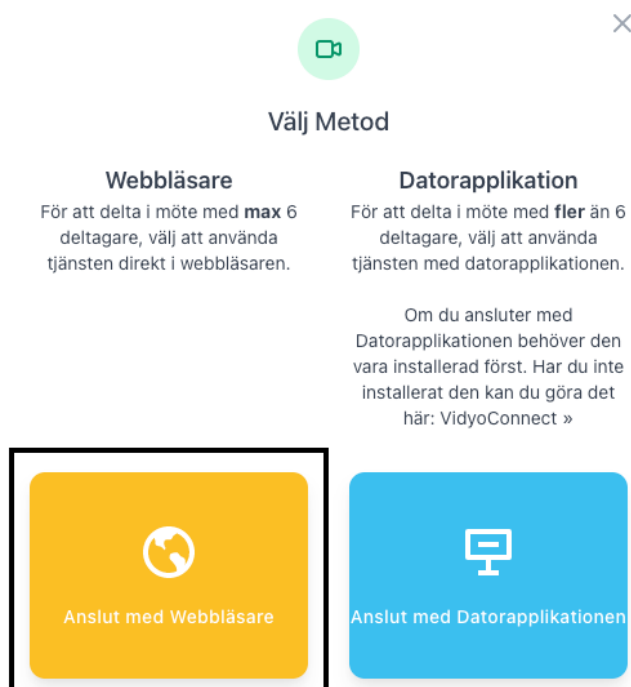 Välj Metod
Webbläsare
För att delta i möte med max 6
deltagare, välj att använda
tjänsten direkt i webbläsaren.
Datorapplikation
För att delta i möte med fler än 6
deltagare, välj att använda
tjänsten med datorapplikationen.
Om du ansluter med
Datorapplikationen behöver den
vara installerad först. Har du inte
installerat den kan du göra det
här: VidyoConnect »
Anslut med Webbläsare
Anslut med Datorapplikationen